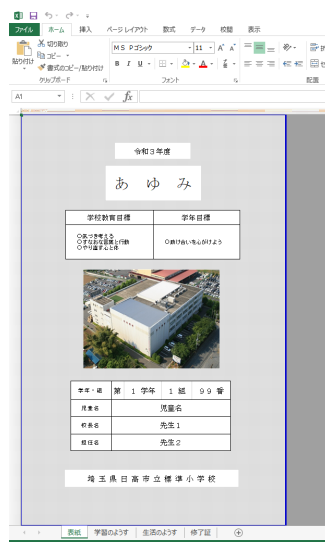 ファイル ホーム 挿入 ページレイアウト 数式 データ 校閲 表示
貼り付け
切り取り
コピー
書式のコピー/貼り付け
クリップボード
ＭＳ Ｐゴシック 11
B I U
フォント
配置
A1
fx
令和３年度
あ ゆ み
学校教育目標 学年目標
○気づき考える
○すなおな言葉と行動
○やり直す心と体
○助け合いを心がけよう
学年・組 第 1 学年 1 組 99 番
児童名 児童名
校長名 先生１
担任名 先生２
埼玉県日高市立標準小学校
表紙 学習のようす 生活のようす 修了証